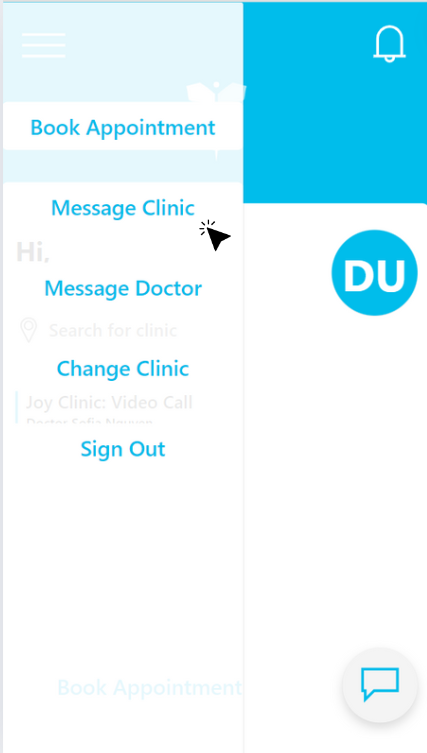 Book Appointment
Message Clinic
Hi,
DU
Message Doctor
Search for clinic
Change Clinic
Joy Clinic: Video Call
Sign Out
Book Appointment